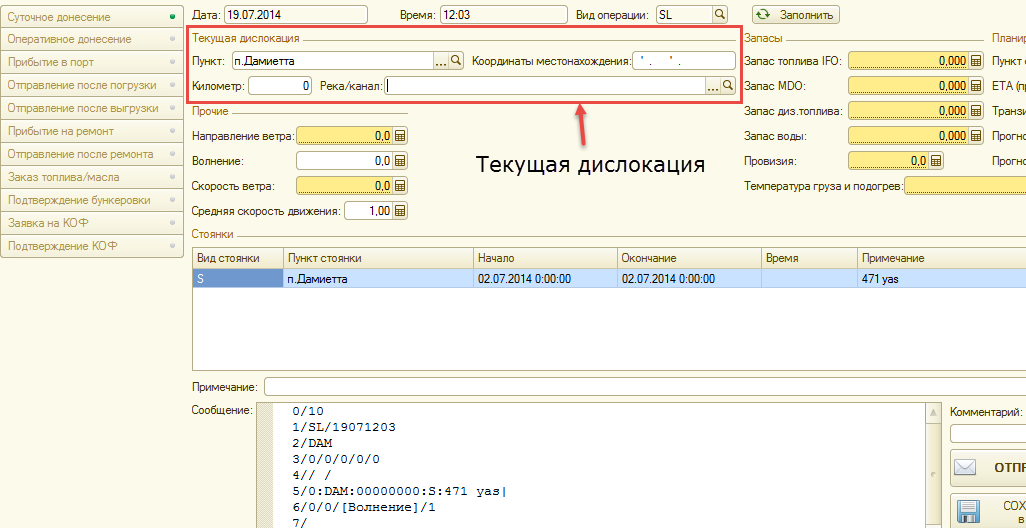 Суточное донесение
Оперативное донесение
Прибытие в порт
Отправление после погрузки
Отправление после выгрузки
Прибытие на ремонт
Отправление после ремонта
Заказ топлива/масла
Подтверждение бункеровки
Заявка на КОФ
Подтверждение КОФ
Дата: 19.07.2014 Время: 12:03 Вид операции: SL Заполнить
Текущая дислокация
Пункт: п.Дамиетта ... Координаты местонахождения: ' . ' .
Километр: 0 Река/канал: ...
Прочие
Направление ветра: 0,0
Волнение: 0,0
Скорость ветра: 0,0
Средняя скорость движения: 1,00
Текущая дислокация
Запасы
Запас топлива IFO: 0,000
Запас MDO: 0,000
Запас диз.топлива: 0,000
Запас воды: 0,000
Провизия: 0,0
Температура груза и подогрев:
Планир
Пункт
ETA (п
Транзи
Прогно
Прогно
Стоянки
Вид стоянки Пункт стоянки Начало Окончание Время Примечание
S п.Дамиетта 02.07.2014 0:00:00 02.07.2014 0:00:00 471 yas
Примечание:
Сообщение:
0/10
1/SL/19071203
2/DAM
3/0/0/0/0/0
4// /
5/0:DAM:00000000:S:471 yas|
6/0/0/[Волнение]/1
7/
Комментарий:
ОТПР
СОХ
в